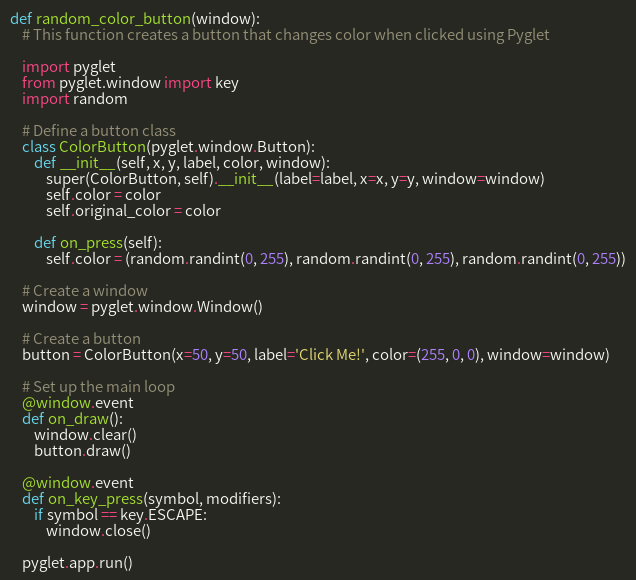 def random_color_button(window):
# This function creates a button that changes color when clicked using Pyglet
import pyglet
from pyglet.window import key
import random
# Define a button class
class ColorButton(pyglet.window.Button):
def __init__(self, x, y, label, color, window):
super(ColorButton, self).__init__(label=label, x=x, y=y, window=window)
self.color = color
self.original_color = color
def on_press(self):
self.color = (random.randint(0, 255), random.randint(0, 255), random.randint(0, 255))
# Create a window
window = pyglet.window.Window()
# Create a button
button = ColorButton(x=50, y=50, label='Click Me!', color=(255, 0, 0), window=window)
# Set up the main loop
@window.event
def on_draw():
window.clear()
button.draw()
@window.event
def on_key_press(symbol, modifiers):
if symbol == key.ESCAPE:
window.close()
pyglet.app.run()